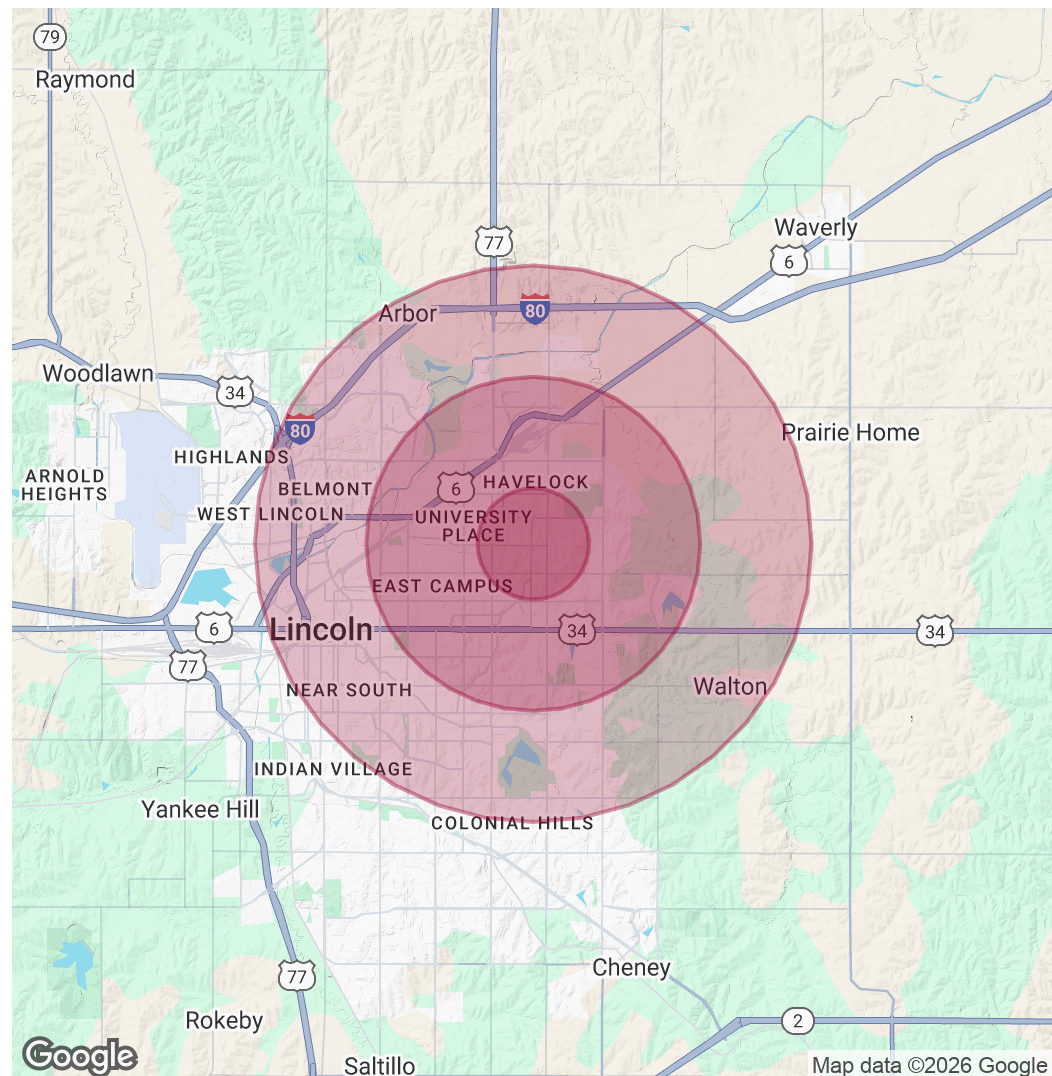 79
Raymond
77
Waverly
6
Arbor
80
Woodlawn
34
80
Prairie Home
HIGHLANDS
ARNOLD
HEIGHTS
BELMONT
6
HAVELOCK
WEST LINCOLN
UNIVERSITY
PLACE
EAST CAMPUS
6
Lincoln
34
34
77
NEAR SOUTH
Walton
INDIAN VILLAGE
Yankee Hill
COLONIAL HILLS
77
Cheney
Rokeby
2
Saltillo
Google
Map data ©2026 Google